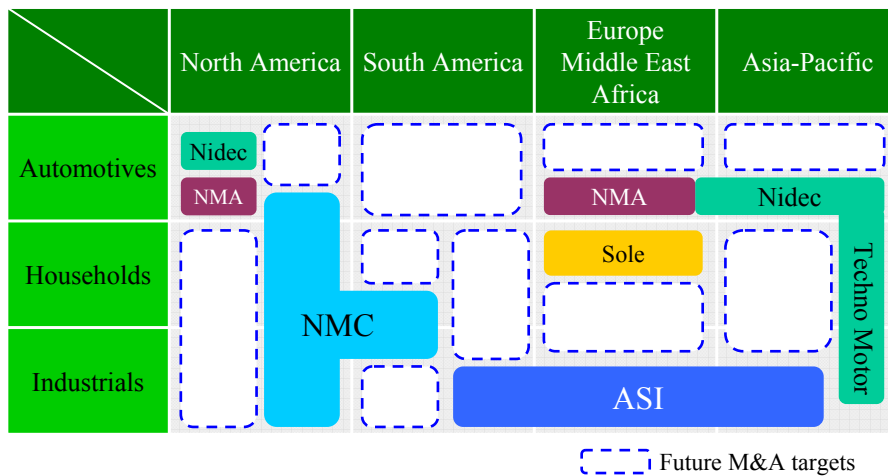 North America
South America
Europe
Middle East
Africa
Asia-Pacific
Automotives
Nidec
NMA
NMA
Nidec
Households
Sole
Techno Motor
NMC
Industrials
ASI
Future M&A targets